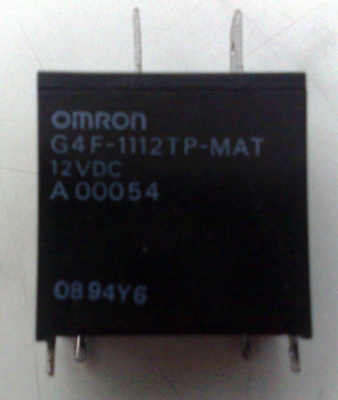 omron
G4F-1112TP-MAT
12VDC
A 00054
0894Y6